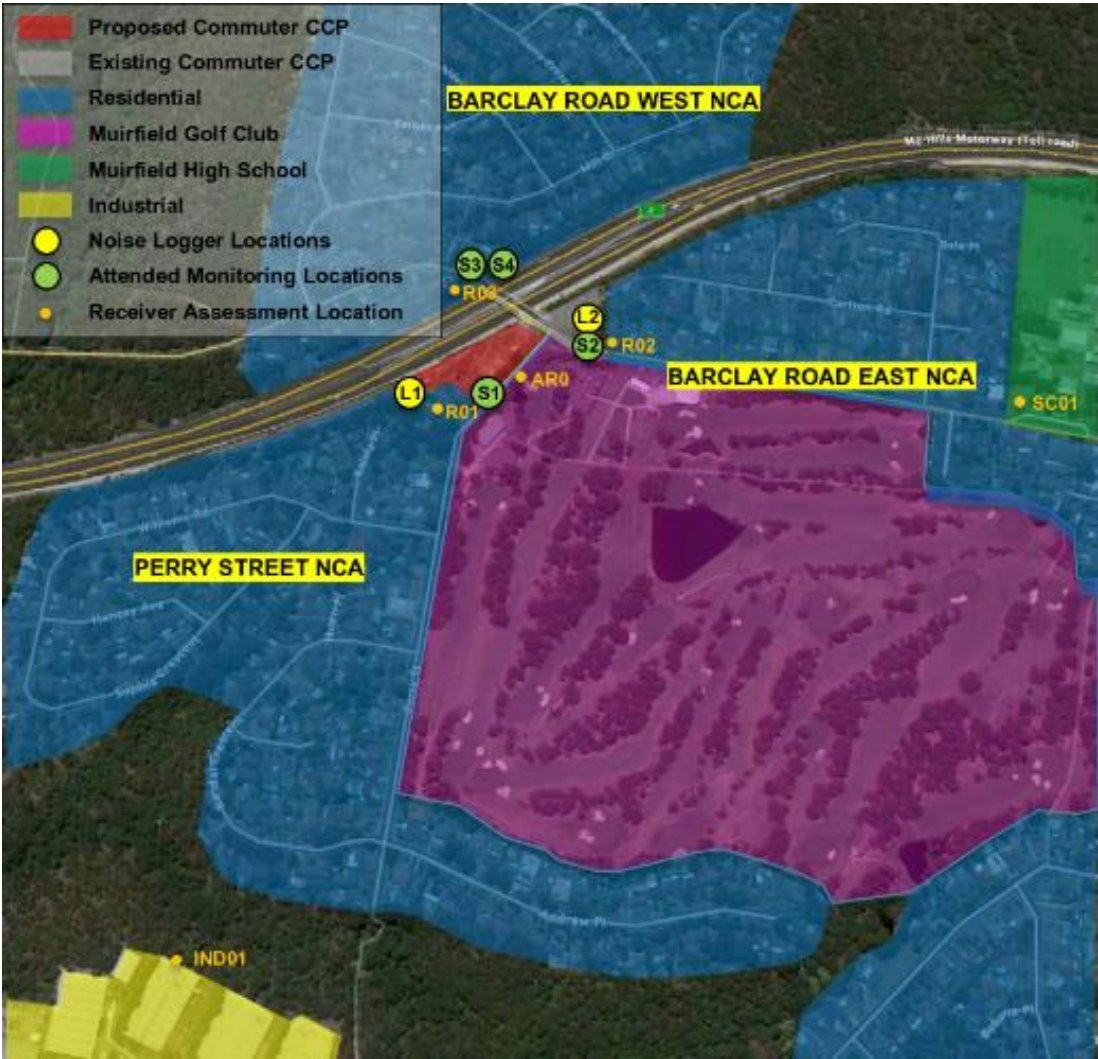 Proposed Commuter CCP
Existing Commuter CCP
Residential
Muirfield Golf Club
Muirfield High School
Industrial
Noise Logger Locations
Attended Monitoring Locations
Receiver Assessment Location
BARCLAY ROAD WEST NCA
M2 Hills Motorway (Toll road)
S3 S4
R03
L2
S2
R02
BARCLAY ROAD EAST NCA
AR0
L1
S1
R01
SC01
PERRY STREET NCA
Andrew Pl
IND01